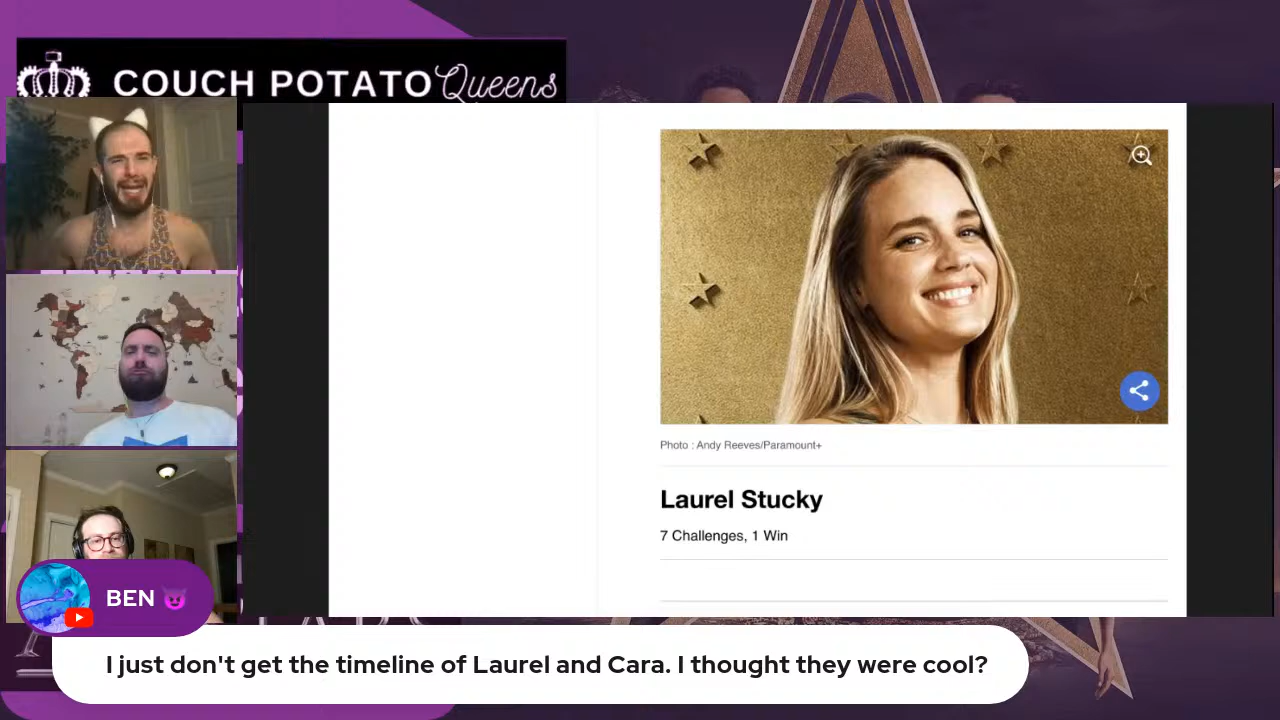 COUCH POTATO Queens
Photo : Andy Reeves/Paramount+
Laurel Stucky
7 Challenges, 1 Win
BEN 😈
I just don't get the timeline of Laurel and Cara. I thought they were cool?